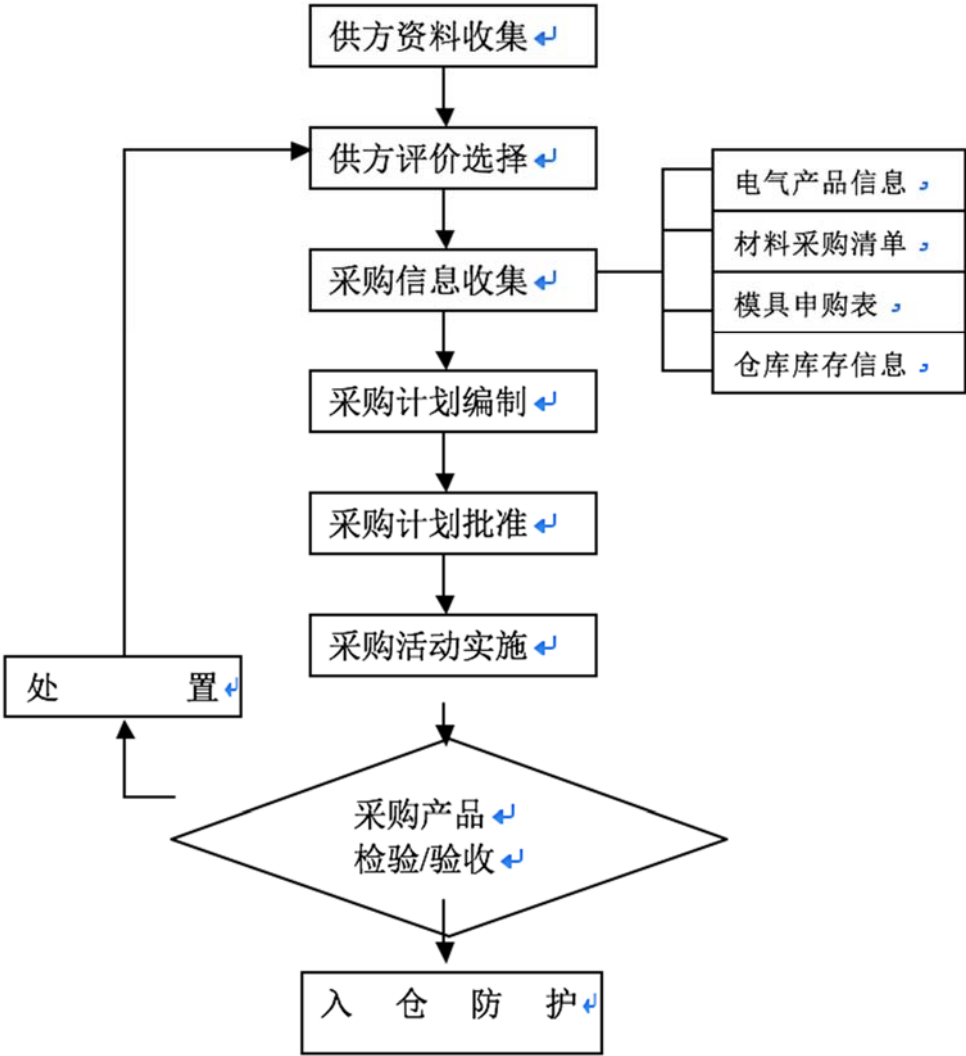 供方资料收集
供方评价选择
电气产品信息
材料采购清单
采购信息收集
模具申购表
仓库库存信息
采购计划编制
采购计划批准
采购活动实施
处 置
采购产品
检验/验收
入 仓 防 护